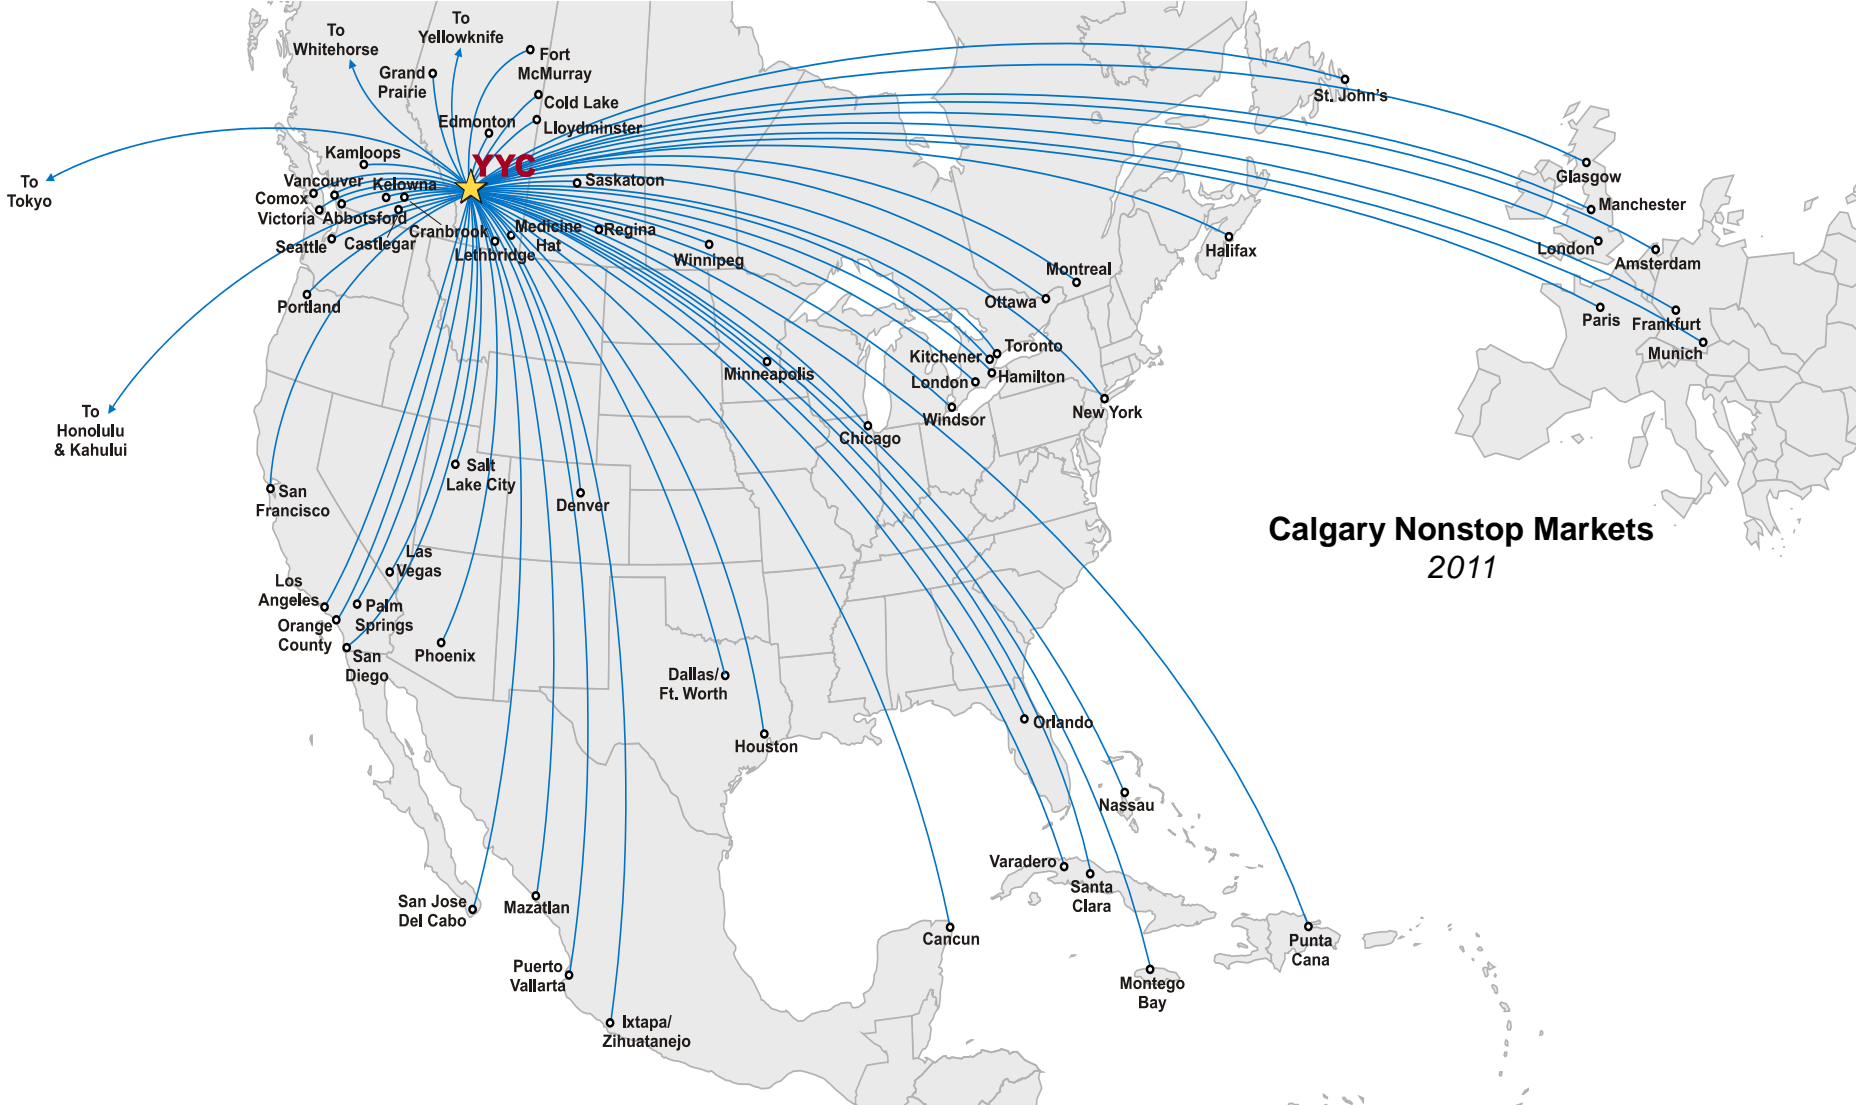 To
Whitehorse
To
Yellowknife
Fort
McMurray
Grand
Prairie
Cold Lake
Edmonton
Lloydminster
St. John's
Kamloops
YYC
To
Tokyo
Vancouver
Kelowna
Saskatoon
Comox
Victoria
Abbotsford
Glasgow
Manchester
Cranbrook
Medicine
Hat
Regina
Seattle
Castlegar
Lethbridge
Winnipeg
Halifax
London
Amsterdam
Montreal
Portland
Ottawa
Paris
Frankfurt
Munich
Toronto
Kitchener
Minneapolis
London
Hamilton
To
Honolulu
& Kahului
Windsor
New York
Chicago
Salt
Lake City
San
Francisco
Denver
Calgary Nonstop Markets
2011
Las
Vegas
Los
Angeles
Palm
Springs
Orange
County
San
Diego
Phoenix
Dallas/
Ft. Worth
Orlando
Houston
Nassau
Varadero
Santa
Clara
San Jose
Del Cabo
Mazatlan
Cancun
Punta
Cana
Puerto
Vallarta
Montego
Bay
Ixtapa/
Zihuatanejo